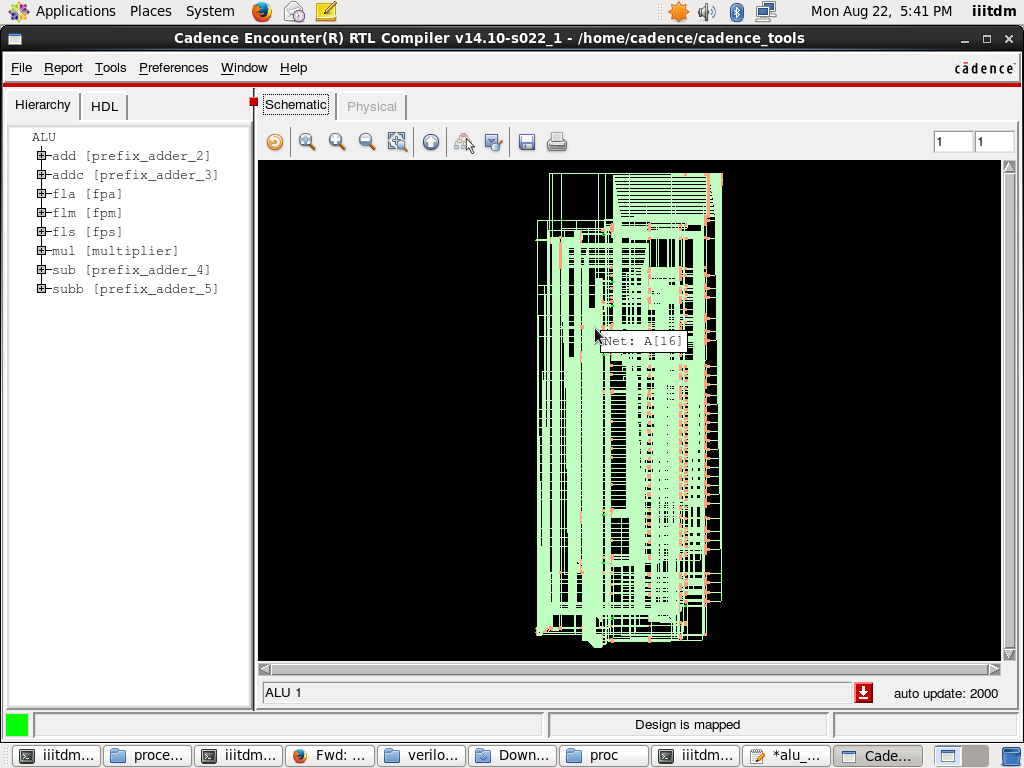 Applications Places System Mon Aug 22, 5:41 PM iiitdm
Cadence Encounter(R) RTL Compiler v14.10-s022_1 - /home/cadence/cadence_tools
File Report Tools Preferences Window Help cādence
Hierarchy HDL Schematic Physical
1 1
ALU
add [prefix_adder_2]
addc [prefix_adder_3]
fla [fpa]
flm [fpm]
fls [fps]
mul [multiplier]
sub [prefix_adder_4]
subb [prefix_adder_5]
Net: A[16]
ALU 1 auto update: 2000
Design is mapped
iiitdm... proce... iiitdm... Fwd: ... verilo... Down... proc iiitdm... *alu_... Cade...